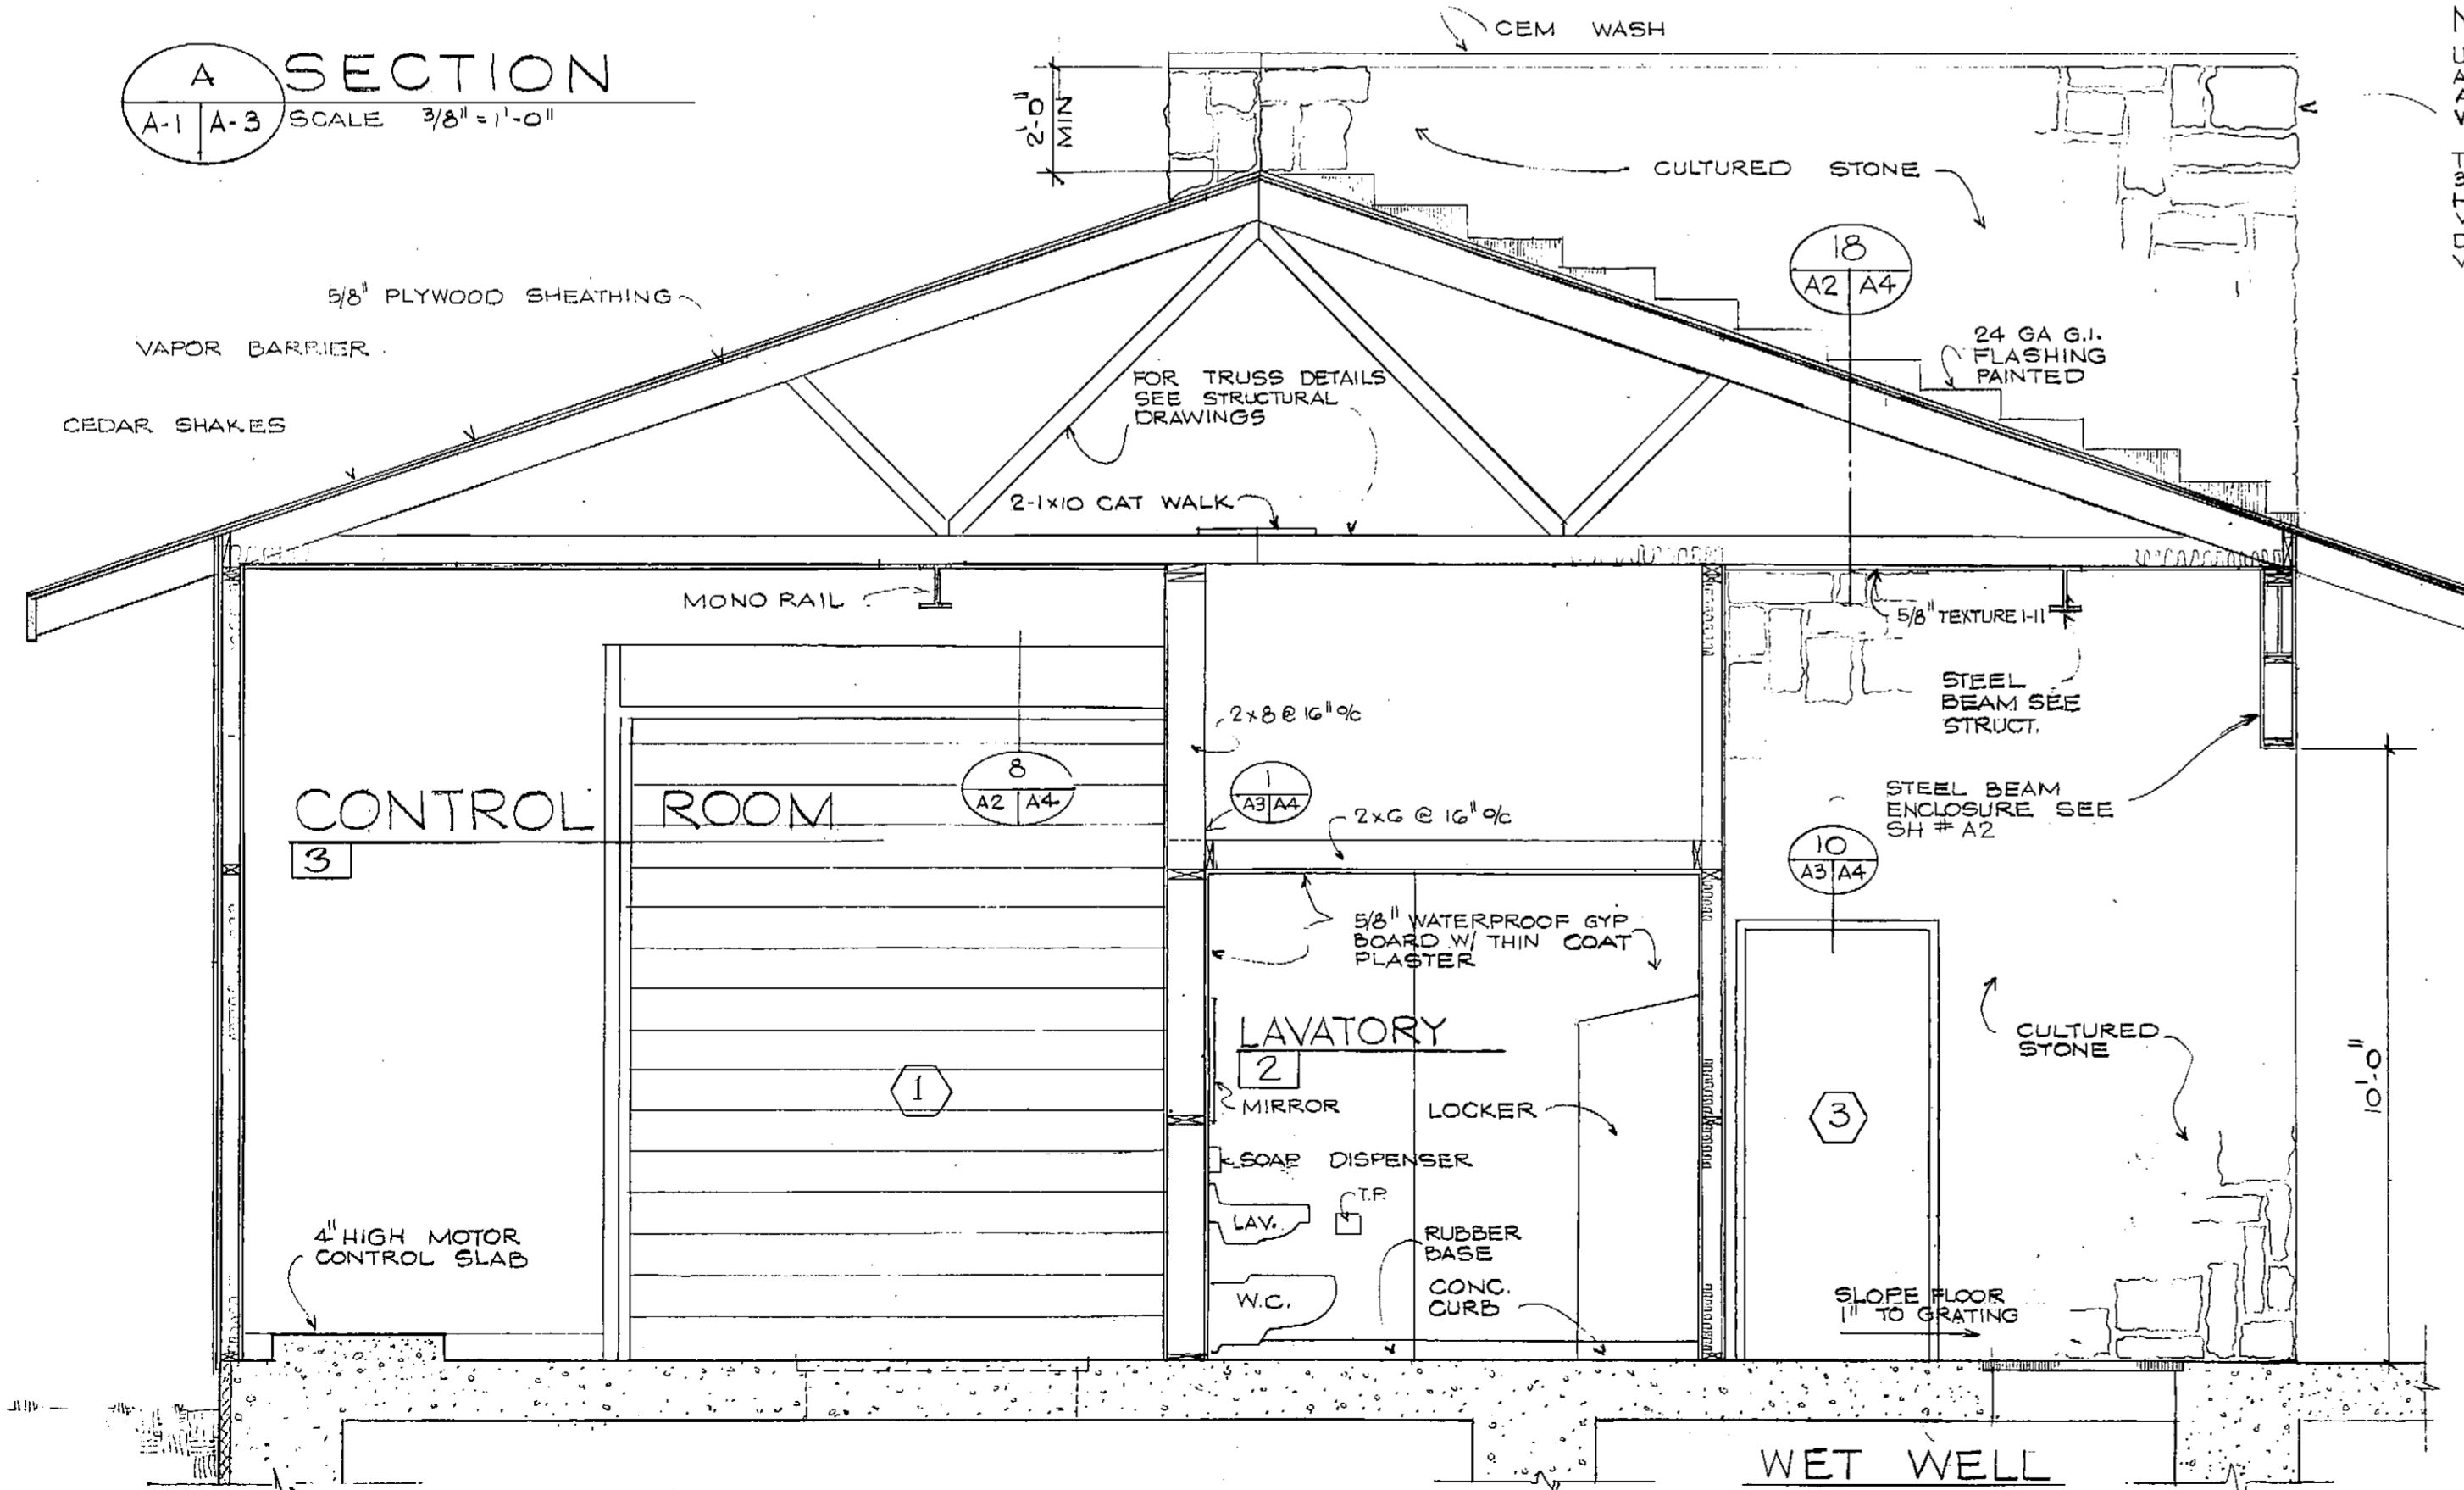 A
A-1 A-3
SECTION
SCALE 3/8" = 1'-0"
CEM WASH
2'-0"
MIN
CULTURED STONE
18
A2 A4
5/8" PLYWOOD SHEATHING
VAPOR BARRIER
CEDAR SHAKES
FOR TRUSS DETAILS
SEE STRUCTURAL
DRAWINGS
24 GA G.I.
FLASHING
PAINTED
2-1x10 CAT WALK
MONO RAIL
5/8" TEXTURE 1-11
STEEL
BEAM SEE
STRUCT.
2x8 @ 16" o/c
8
A2 A4
1
A3 A4
CONTROL ROOM
3
2x6 @ 16" o/c
STEEL BEAM
ENCLOSURE SEE
SH # A2
10
A3 A4
5/8" WATERPROOF GYP
BOARD W/ THIN COAT
PLASTER
LAVATORY
2
CULTURED
STONE
10'-0"
1
MIRROR
LOCKER
3
SOAP DISPENSER
T.P.
LAV.
4" HIGH MOTOR
CONTROL SLAB
RUBBER
BASE
W.C.
CONC.
CURB
SLOPE FLOOR
1" TO GRATING
WET WELL